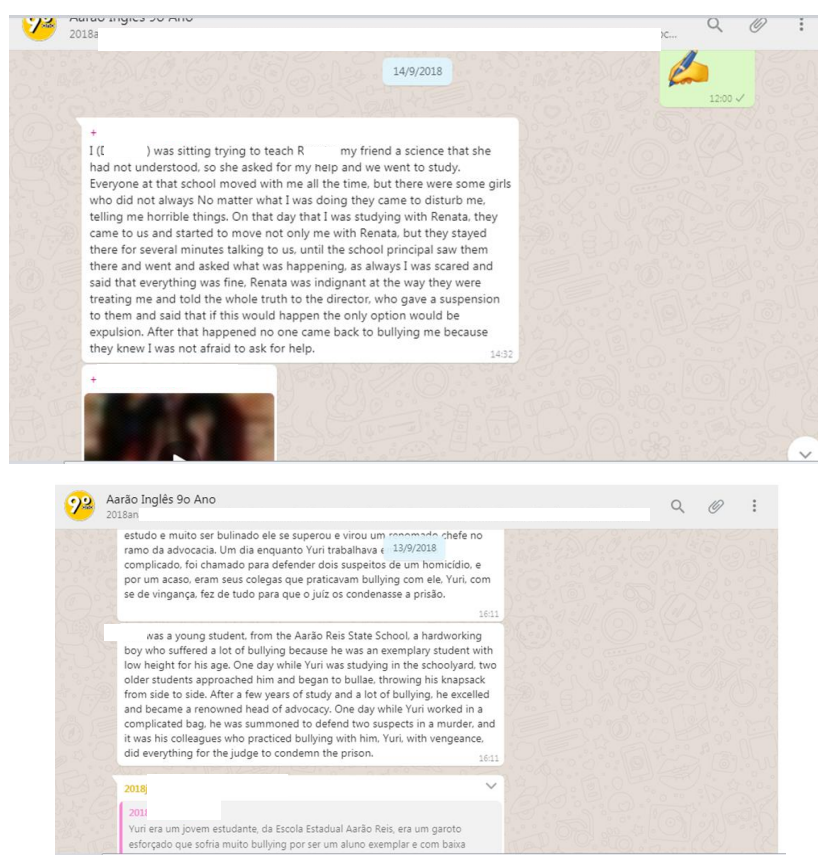 Aarão Inglês 9o Ano
2018a
14/9/2018
12:00
+
I (I ) was sitting trying to teach R my friend a science that she
had not understood, so she asked for my help and we went to study.
Everyone at that school moved with me all the time, but there were some girls
who did not always No matter what I was doing they came to disturb me,
telling me horrible things. On that day that I was studying with Renata, they
came to us and started to move not only me with Renata, but they stayed
there for several minutes talking to us, until the school principal saw them
there and went and asked what was happening, as always I was scared and
said that everything was fine, Renata was indignant at the way they were
treating me and told the whole truth to the director, who gave a suspension
to them and said that if this would happen the only option would be
expulsion. After that happened no one came back to bullying me because
they knew I was not afraid to ask for help.
14:32
+
9º
Aarão Inglês 9o Ano
2018an
estudo e muito ser bulinado ele se superou e virou um renomado chefe no
13/9/2018
ramo da advocacia. Um dia enquanto Yuri trabalhava e
complicado, foi chamado para defender dois suspeitos de um homicídio, e
por um acaso, eram seus colegas que praticavam bullying com ele, Yuri, com
se de vingança, fez de tudo para que o juíz os condenasse a prisão.
16:11
was a young student, from the Aarão Reis State School, a hardworking
boy who suffered a lot of bullying because he was an exemplary student with
low height for his age. One day while Yuri was studying in the schoolyard, two
older students approached him and began to bullae, throwing his knapsack
from side to side. After a few years of study and a lot of bullying, he excelled
and became a renowned head of advocacy. One day while Yuri worked in a
complicated bag, he was summoned to defend two suspects in a murder, and
it was his colleagues who practiced bullying with him, Yuri, with vengeance,
did everything for the judge to condemn the prison.
16:11
2018j
201
Yuri era um jovem estudante, da Escola Estadual Aarão Reis, era um garoto
esforçado que sofria muito bullying por ser um aluno exemplar e com baixa